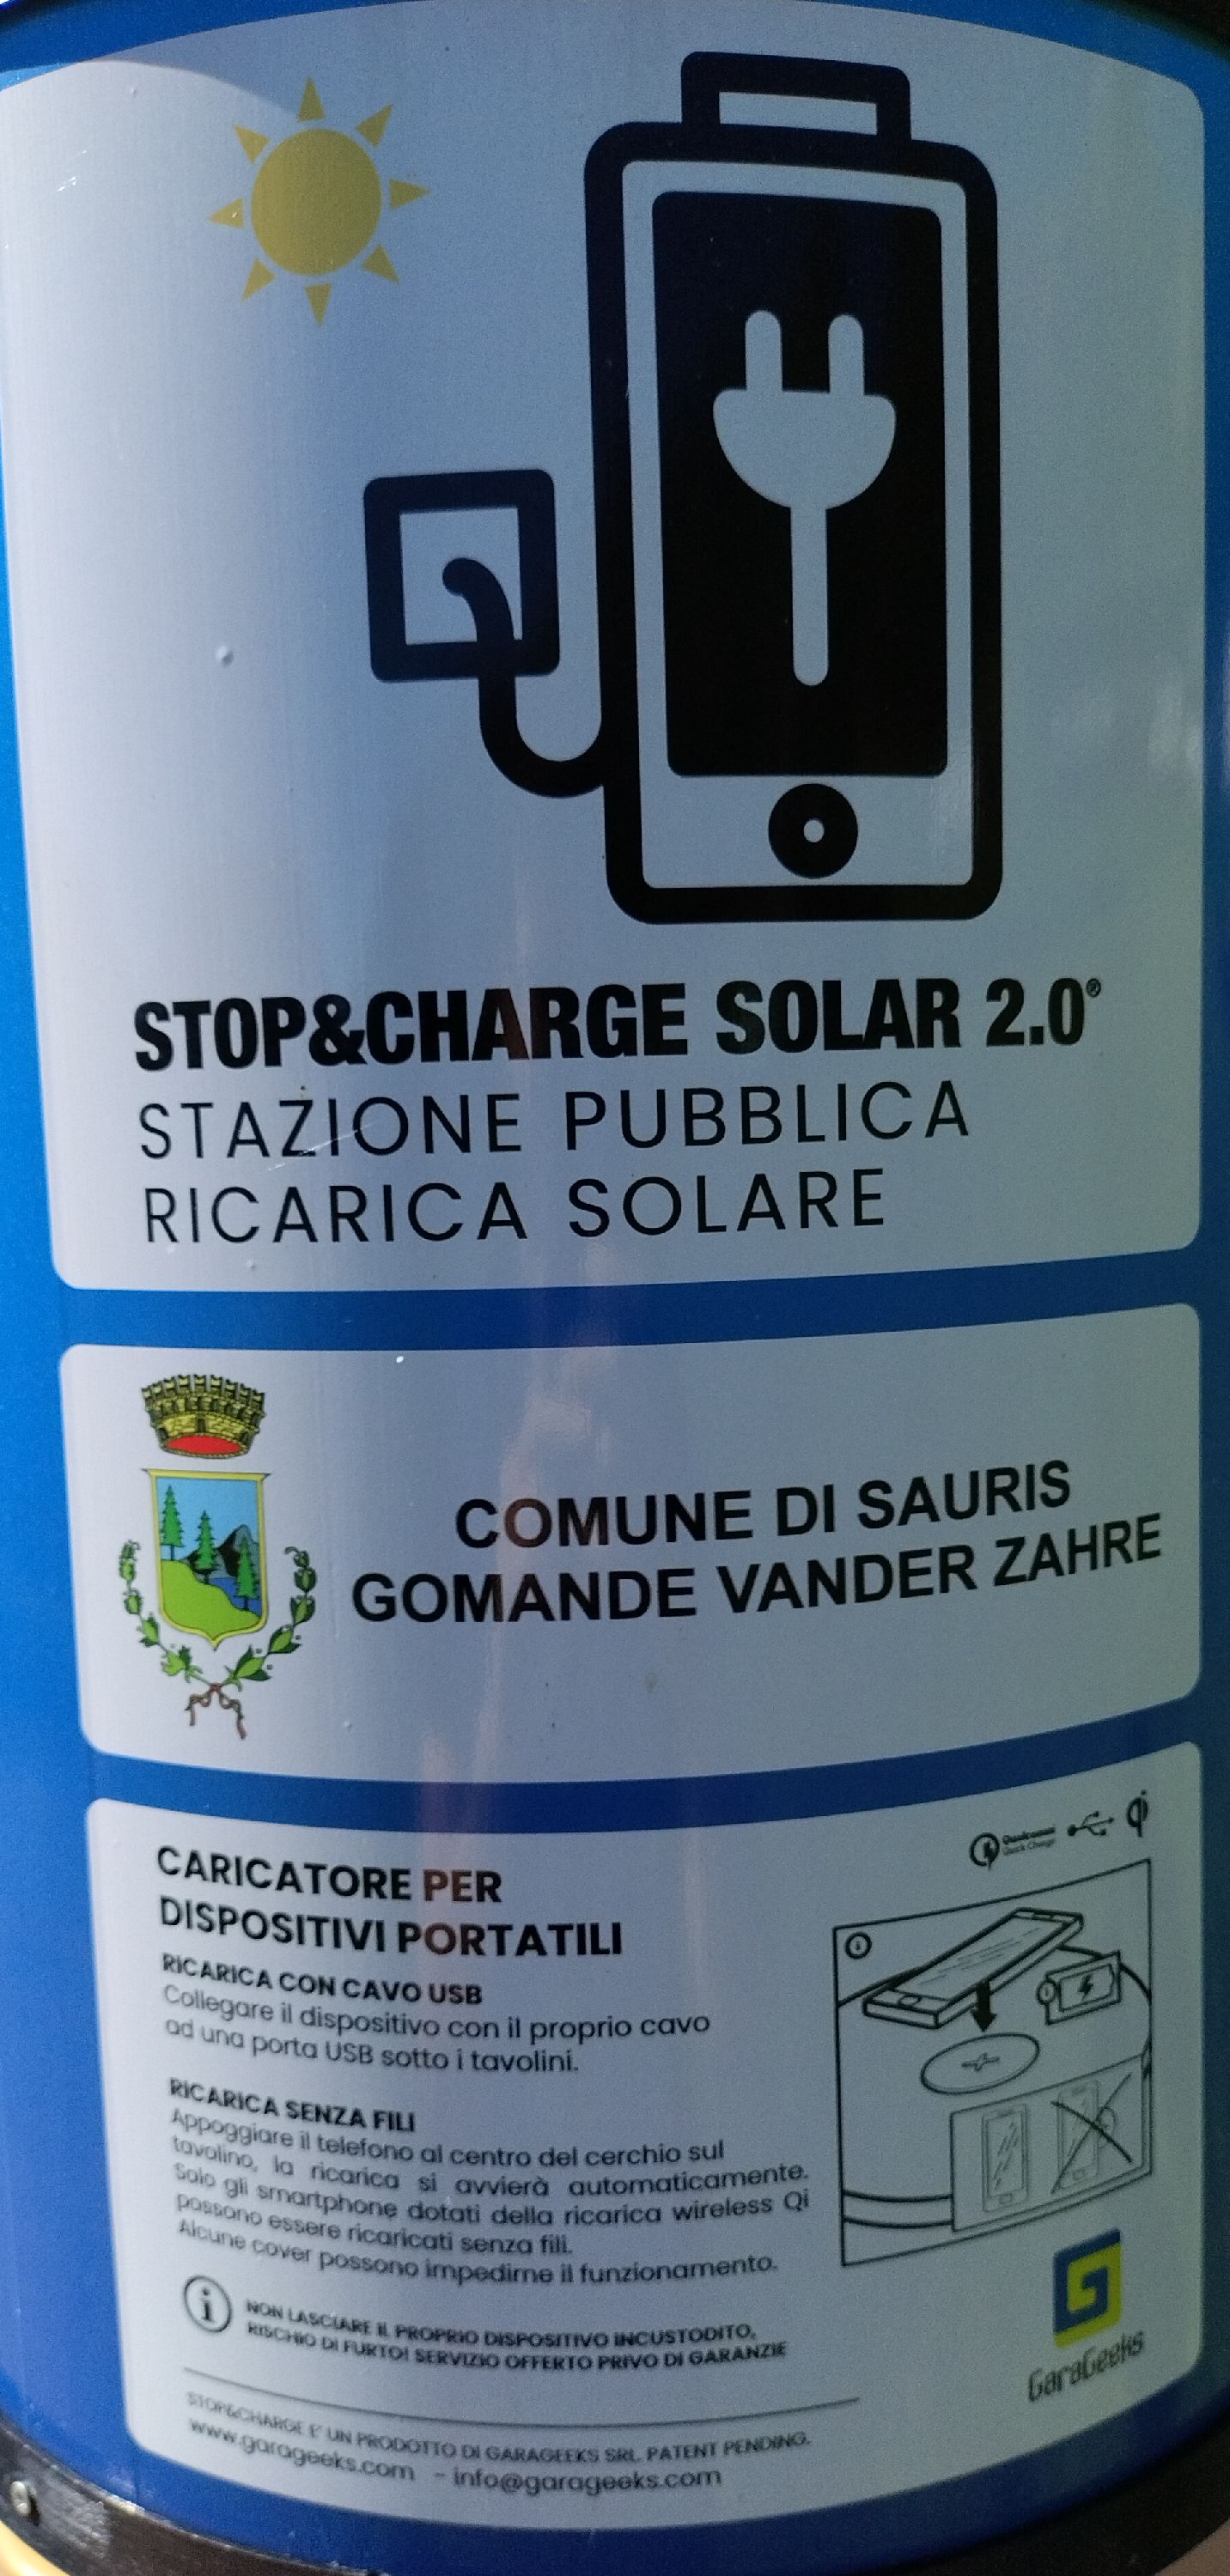 STOP&CHARGE SOLAR 2.0®
STAZIONE PUBBLICA
RICARICA SOLARE
COMUNE DI SAURIS
GOMANDE VANDER ZAHRE
Qualcomm
Quick Charge
qi
CARICATORE PER
DISPOSITIVI PORTATILI
RICARICA CON CAVO USB
Collegare il dispositivo con il proprio cavo
ad una porta USB sotto i tavolini.
RICARICA SENZA FILI
Appoggiare il telefono al centro del cerchio sul
tavolino, la ricarica si avvierà automaticamente.
Solo gli smartphone dotati della ricarica wireless Qi
possono essere ricaricati senza fili.
Alcune cover possono impedirne il funzionamento.
i
NON LASCIARE IL PROPRIO DISPOSITIVO INCUSTODITO,
RISCHIO DI FURTO! SERVIZIO OFFERTO PRIVO DI GARANZIE
GaraGeeks
STOP&CHARGE E' UN PRODOTTO DI GARAGEEKS SRL. PATENT PENDING.
www.garageeks.com - info@garageeks.com